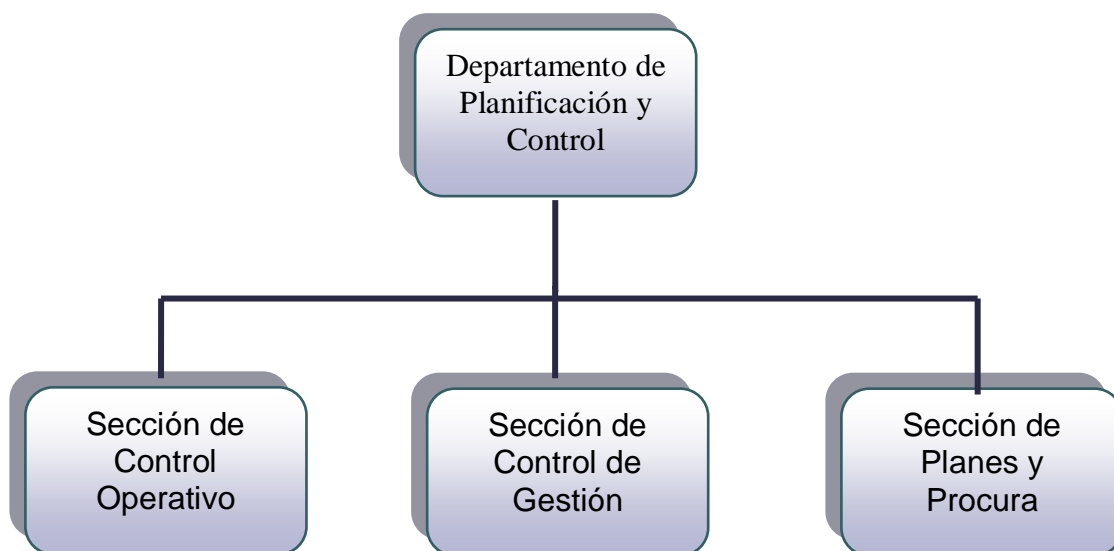 Departamento de
Planificación y
Control
Sección de
Control
Operativo
Sección de
Control de
Gestión
Sección de
Planes y
Procura